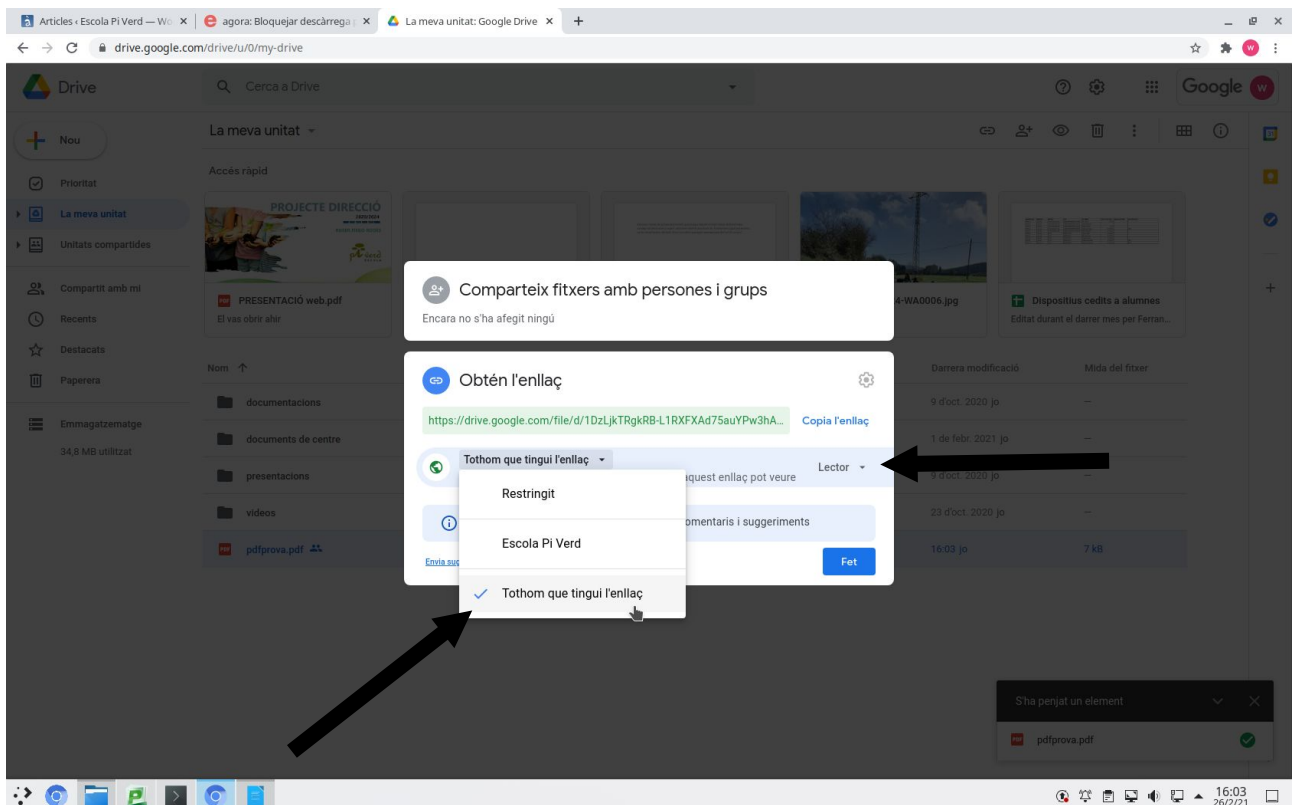 Articles ‹ Escola Pi Verd — Wo
agora: Bloquejar descàrrega
La meva unitat: Google Drive
drive.google.com/drive/u/0/my-drive
Drive
Cerca a Drive
Google
w
Nou
La meva unitat
Prioritat
La meva unitat
Unitats compartides
Compartit amb mi
Recents
Destacats
Paperera
Emmagatzematge
34,8 MB utilitzat
Accés ràpid
PROJECTE DIRECCIÓ
PRESENTACIÓ web.pdf
El vas obrir ahir
4-WA0006.jpg
Dispositius cedits a alumnes
Editat durant el darrer mes per Ferran...
Nom
Darrera modificació
Mida del fitxer
documentacions
9 d'oct. 2020 jo
—
documents de centre
1 de febr. 2021 jo
—
presentacions
9 d'oct. 2020 jo
—
videos
23 d'oct. 2020 jo
—
pdfprova.pdf
16:03 jo
7 kB
Comparteix fitxers amb persones i grups
Encara no s'ha afegit ningú
Obtén l'enllaç
https://drive.google.com/file/d/1DzLjkTRgkRB-L1RXFXAd75auYPw3hA...
Copia l'enllaç
Tothom que tingui l'enllaç
aquest enllaç pot veure
Lector
Restringit
omentaris i suggeriments
Escola Pi Verd
Envia sug
Fet
Tothom que tingui l'enllaç
S'ha penjat un element
pdfprova.pdf
16:03
26/2/21